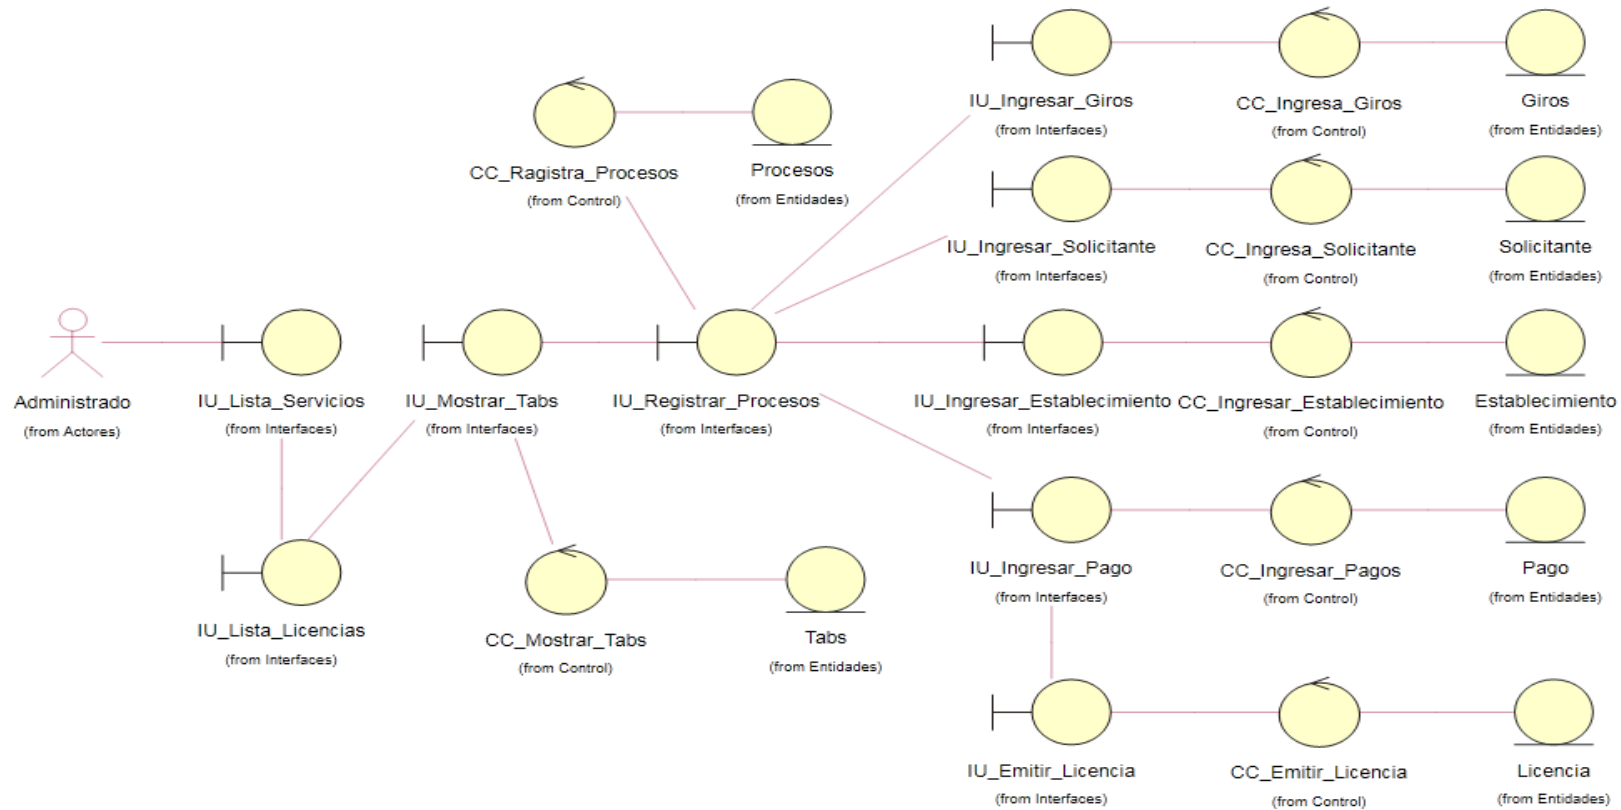 IU_Ingresar_Giros
(from Interfaces)
CC_Ingresa_Giros
(from Control)
Giros
(from Entidades)
CC_Ragistra_Procesos
(from Control)
Procesos
(from Entidades)
IU_Ingresar_Solicitante
(from Interfaces)
CC_Ingresa_Solicitante
(from Control)
Solicitante
(from Entidades)
Administrado
(from Actores)
IU_Lista_Servicios
(from Interfaces)
IU_Mostrar_Tabs
(from Interfaces)
IU_Registrar_Procesos
(from Interfaces)
IU_Ingresar_Establecimiento
(from Interfaces)
CC_Ingresar_Establecimiento
(from Control)
Establecimiento
(from Entidades)
IU_Ingresar_Pago
(from Interfaces)
CC_Ingresar_Pagos
(from Control)
Pago
(from Entidades)
IU_Lista_Licencias
(from Interfaces)
CC_Mostrar_Tabs
(from Control)
Tabs
(from Entidades)
IU_Emitir_Licencia
(from Interfaces)
CC_Emitir_Licencia
(from Control)
Licencia
(from Entidades)